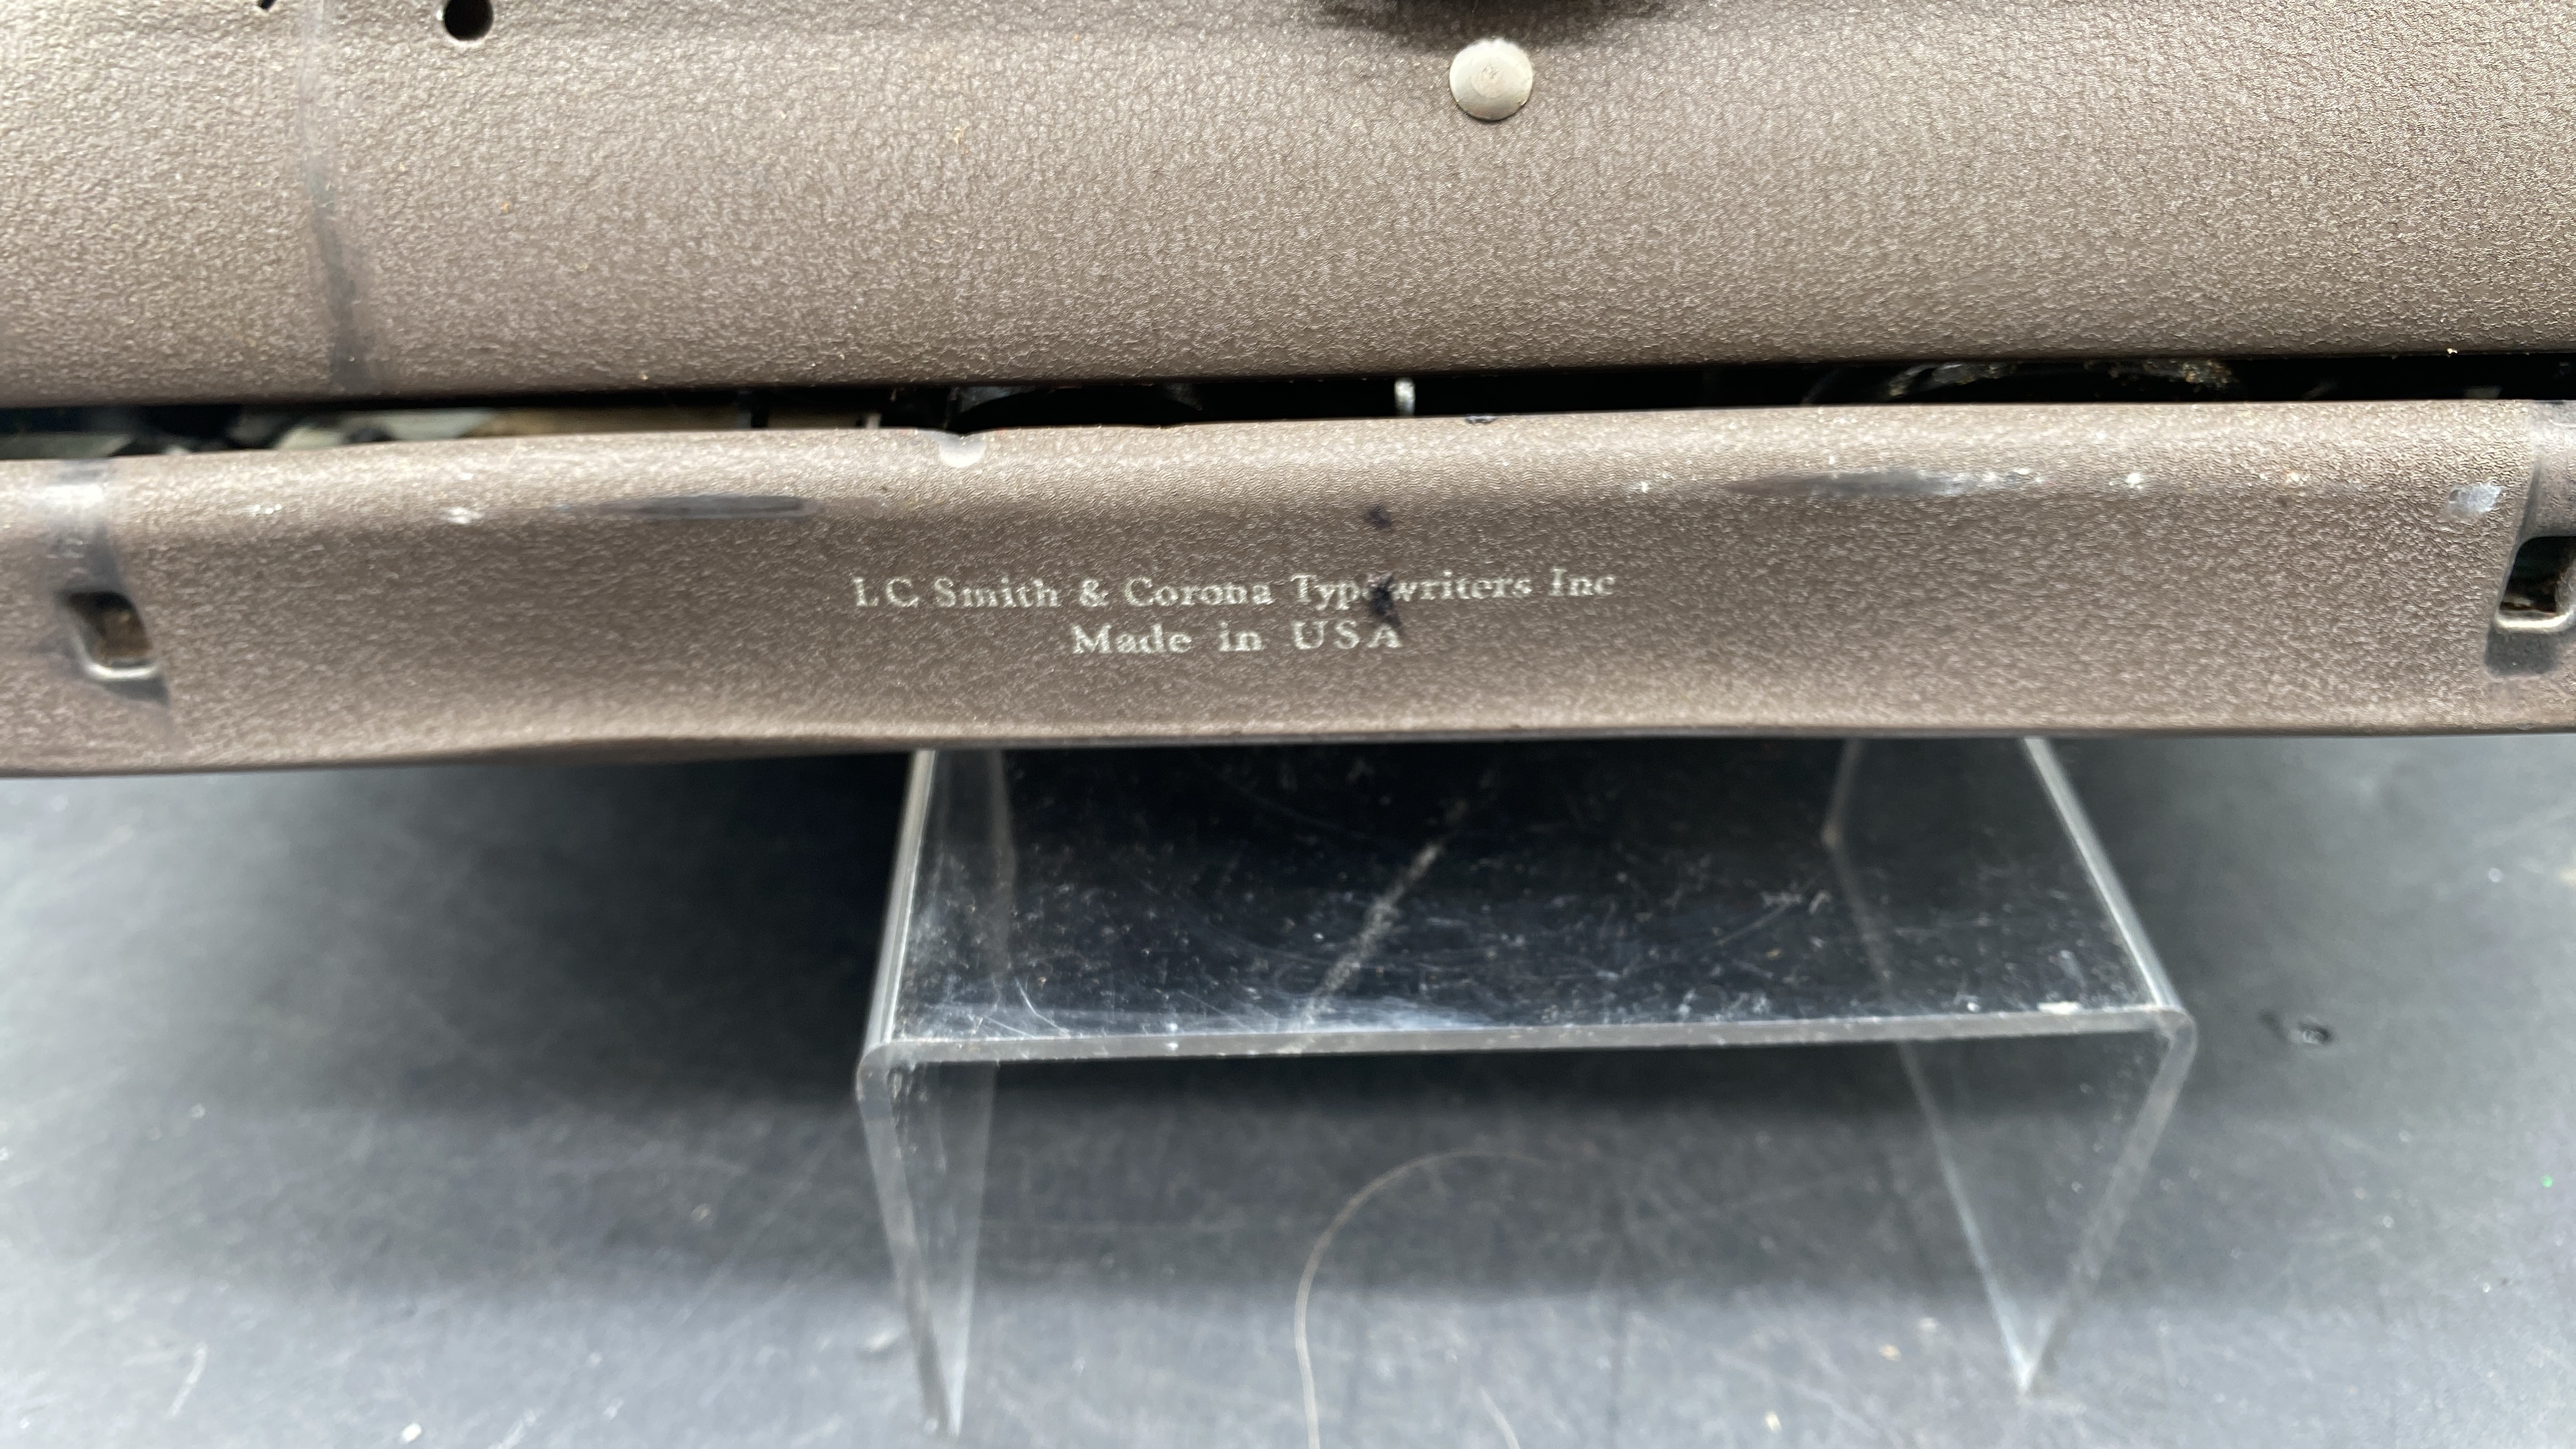 LC Smith & Corona Typewriters Inc
Made in USA